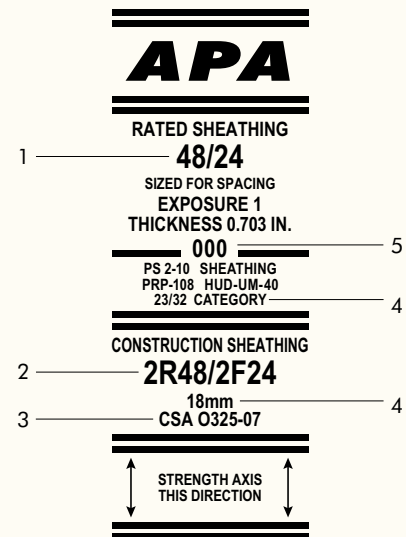 APA
RATED SHEATHING
1 48/24
SIZED FOR SPACING
EXPOSURE 1
THICKNESS 0.703 IN.
000 5
PS 2-10 SHEATHING
PRP-108 HUD-UM-40
23/32 CATEGORY 4
CONSTRUCTION SHEATHING
2 2R48/2F24
18mm 4
3 CSA O325-07
STRENGTH AXIS
THIS DIRECTION